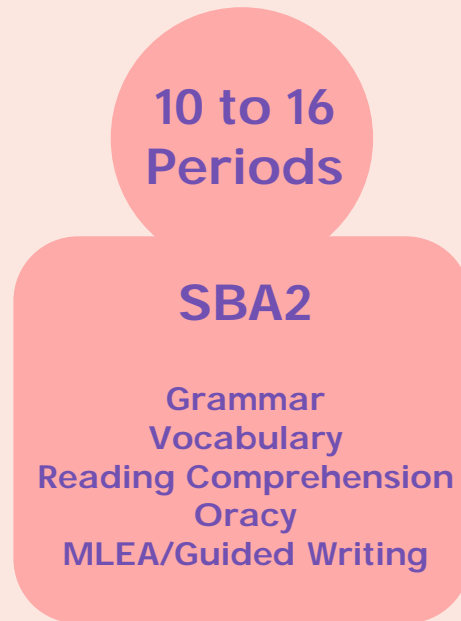 10 to 16
Periods
SBA2
Grammar
Vocabulary
Reading Comprehension
Oracy
MLEA/Guided Writing